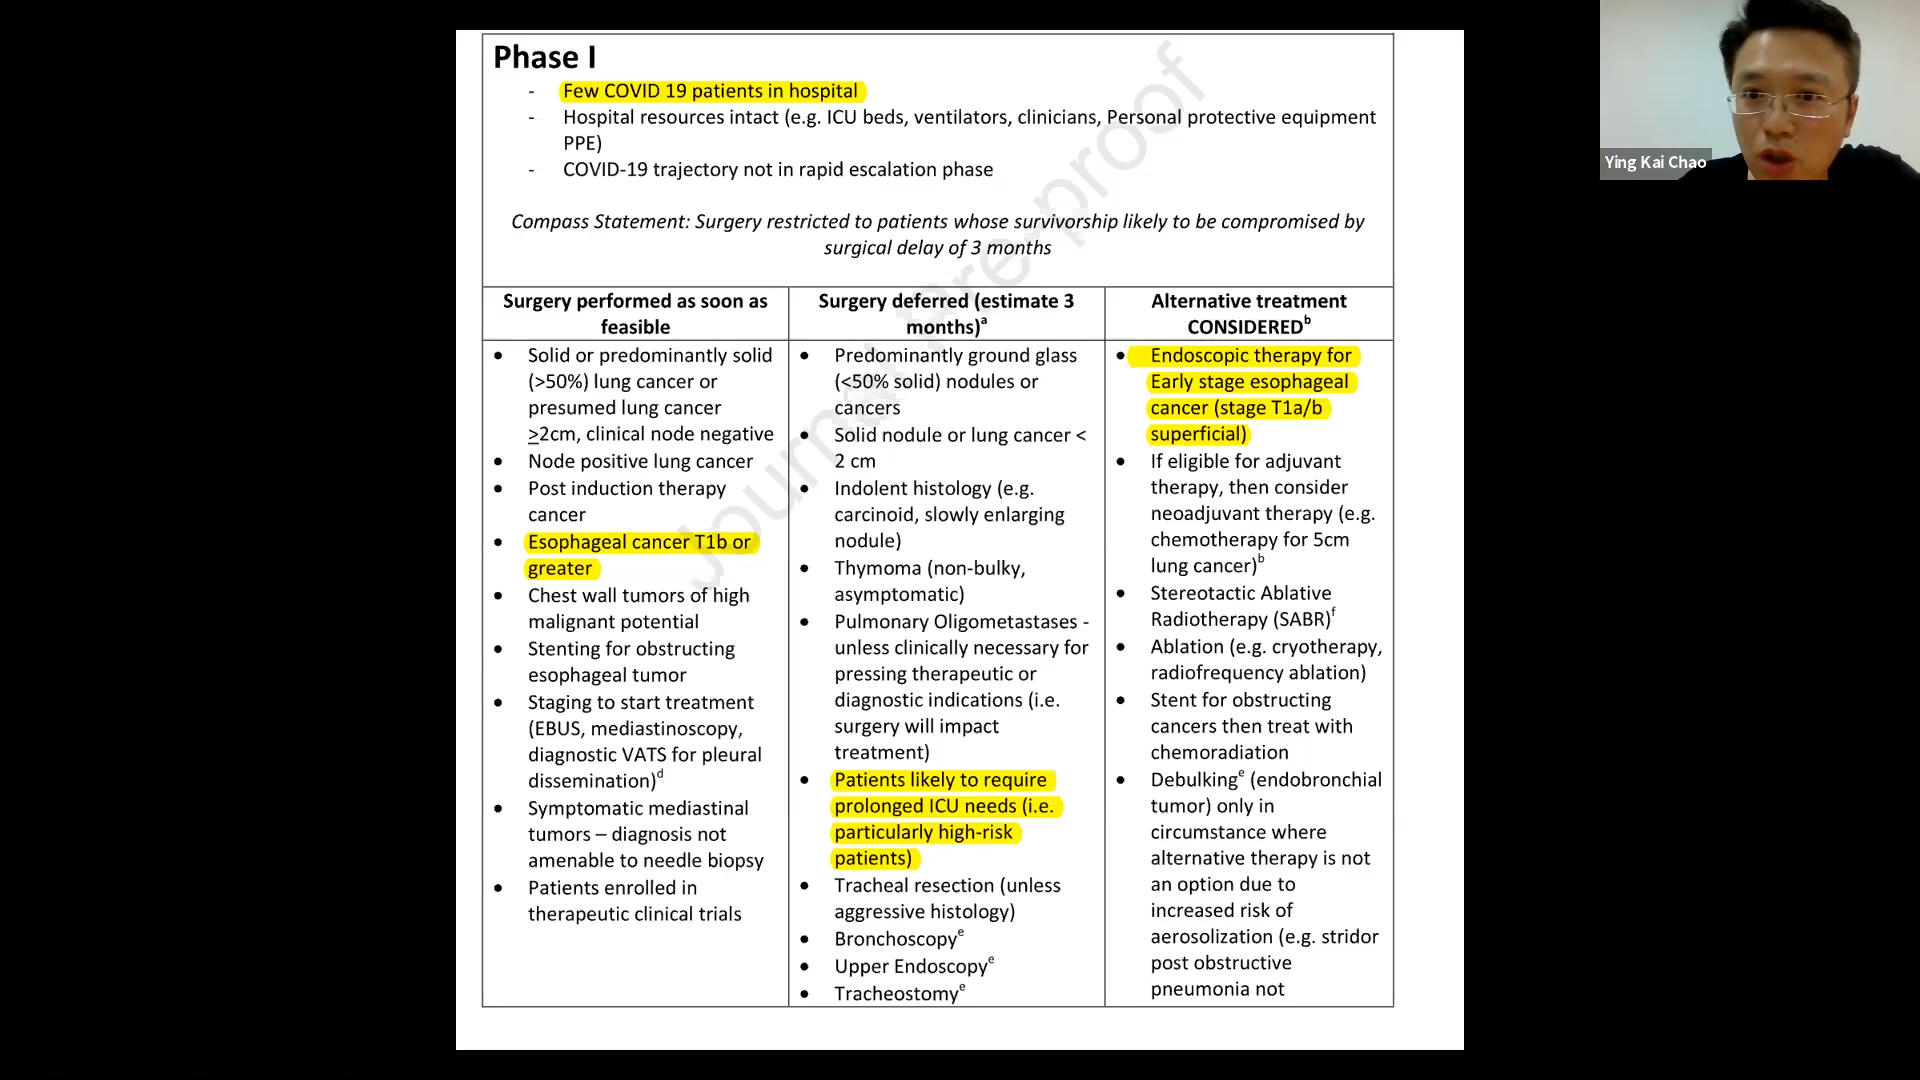 Phase I
- Few COVID 19 patients in hospital
- Hospital resources intact (e.g. ICU beds, ventilators, clinicians, Personal protective equipment
PPE)
- COVID-19 trajectory not in rapid escalation phase
Compass Statement: Surgery restricted to patients whose survivorship likely to be compromised by
surgical delay of 3 months
Surgery performed as soon as
feasible
• Solid or predominantly solid
(>50%) lung cancer or
presumed lung cancer
>2cm, clinical node negative
• Node positive lung cancer
• Post induction therapy
cancer
• Esophageal cancer T1b or
greater
• Chest wall tumors of high
malignant potential
• Stenting for obstructing
esophageal tumor
• Staging to start treatment
(EBUS, mediastinoscopy,
diagnostic VATS for pleural
dissemination)d
• Symptomatic mediastinal
tumors – diagnosis not
amenable to needle biopsy
• Patients enrolled in
therapeutic clinical trials
Surgery deferred (estimate 3
months)a
• Predominantly ground glass
(<50% solid) nodules or
cancers
• Solid nodule or lung cancer <
2 cm
• Indolent histology (e.g.
carcinoid, slowly enlarging
nodule)
• Thymoma (non-bulky,
asymptomatic)
• Pulmonary Oligometastases -
unless clinically necessary for
pressing therapeutic or
diagnostic indications (i.e.
surgery will impact
treatment)
• Patients likely to require
prolonged ICU needs (i.e.
particularly high-risk
patients)
• Tracheal resection (unless
aggressive histology)
• Bronchoscopye
• Upper Endoscopye
• Tracheostomye
Alternative treatment
CONSIDEREDb
• Endoscopic therapy for
Early stage esophageal
cancer (stage T1a/b
superficial)
• If eligible for adjuvant
therapy, then consider
neoadjuvant therapy (e.g.
chemotherapy for 5cm
lung cancer)b
• Stereotactic Ablative
Radiotherapy (SABR)f
• Ablation (e.g. cryotherapy,
radiofrequency ablation)
• Stent for obstructing
cancers then treat with
chemoradiation
• Debulkinge (endobronchial
tumor) only in
circumstance where
alternative therapy is not
an option due to
increased risk of
aerosolization (e.g. stridor
post obstructive
pneumonia not
Journal Pre-proof
Ying Kai Chao